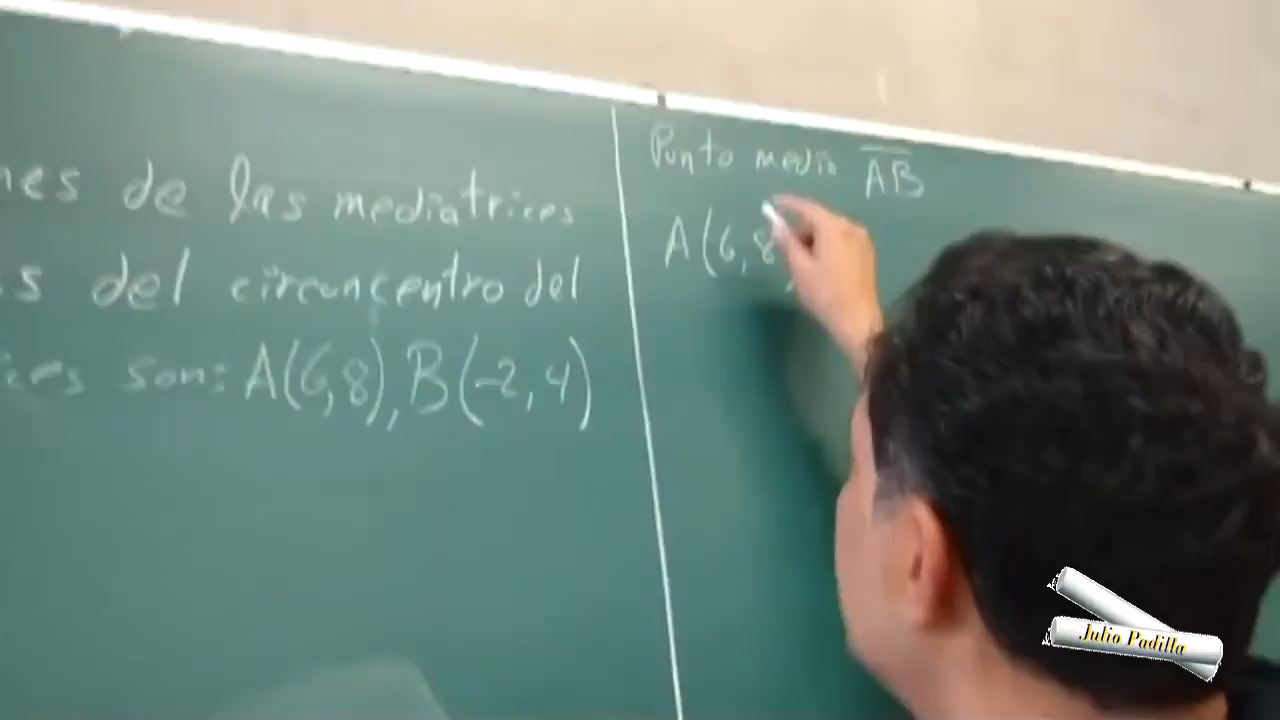 nes de las mediatrices
s del circuncentro del
ces son: A(6,8), B(-2,4)
Punto medio AB
A(6,8
Julio Padilla